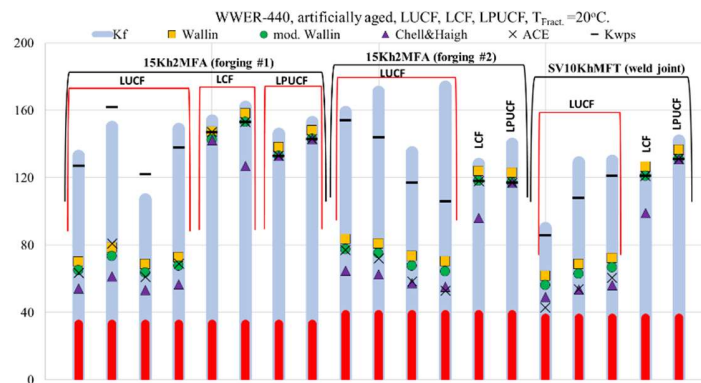 WWER-440, artificially aged, LUCF, LCF, LPUCF, TFract. =20°C.
Kf Wallin mod. Wallin Chell&Haigh ACE Kwps
15Kh2MFA (forging #1)
15Kh2MFA (forging #2)
SV10KhMFT (weld joint)
LUCF
LCF
LPUCF
LUCF
LCF
LPUCF
LUCF
LCF
LPUCF
200
160
120
80
40
0